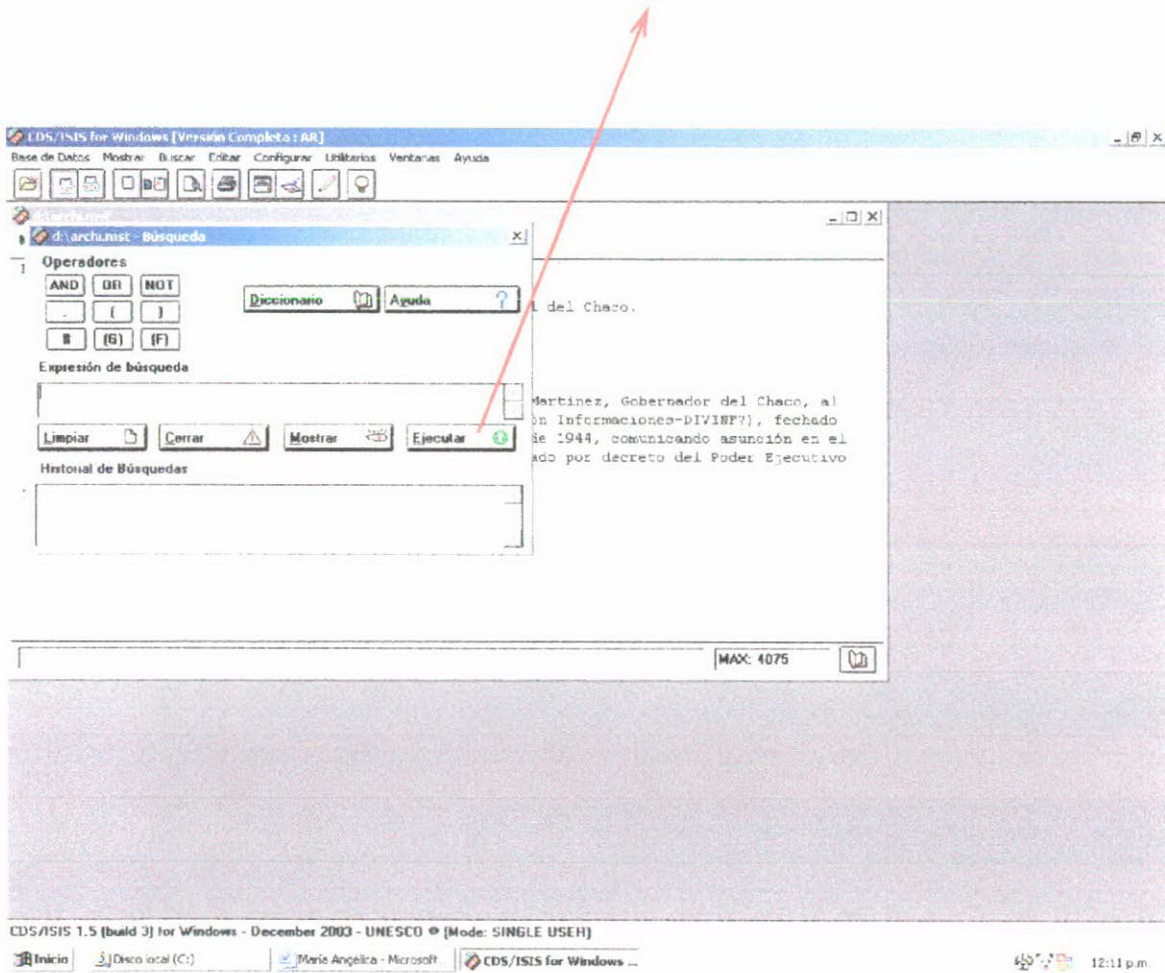 CDS/ISIS for Windows [Versión Completa : AR]
Base de Datos Mostrar Buscar Editar Configurar Utilitarios Ventanas Ayuda
d:\archi.mst - Búsqueda
Operadores
AND OR NOT
. ( )
(G) (F)
Diccionario Ayuda ?
del Chaco.
Expresión de búsqueda
Martinez, Gobernador del Chaco, al
ón Informaciones-DIVINF?), fechado
de 1944, comunicando asunción en el
ado por decreto del Poder Ejecutivo
Limpiar Cerrar Mostrar Ejecutar
Historial de Búsquedas
MAX: 4075
CDS/ISIS 1.5 (build 3) for Windows - December 2003 - UNESCO © [Mode: SINGLE USER]
Inicio Disco local (C:) María Angélica - Microsoft... CDS/ISIS for Windows ... 12:11 p.m.